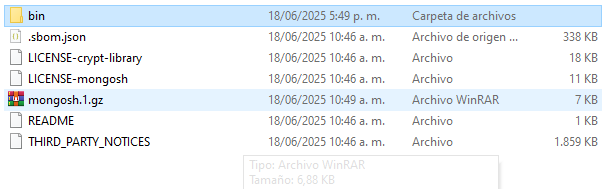 bin 18/06/2025 5:49 p. m. Carpeta de archivos
.sbom.json 18/06/2025 10:46 a. m. Archivo de origen ... 338 KB
LICENSE-crypt-library 18/06/2025 10:46 a. m. Archivo 18 KB
LICENSE-mongosh 18/06/2025 10:46 a. m. Archivo 11 KB
mongosh.1.gz 18/06/2025 10:49 a. m. Archivo WinRAR 7 KB
README 18/06/2025 10:46 a. m. Archivo 1 KB
THIRD_PARTY_NOTICES 18/06/2025 10:46 a. m. Archivo 1.859 KB
Tipo: Archivo WinRAR
Tamaño: 6,88 KB